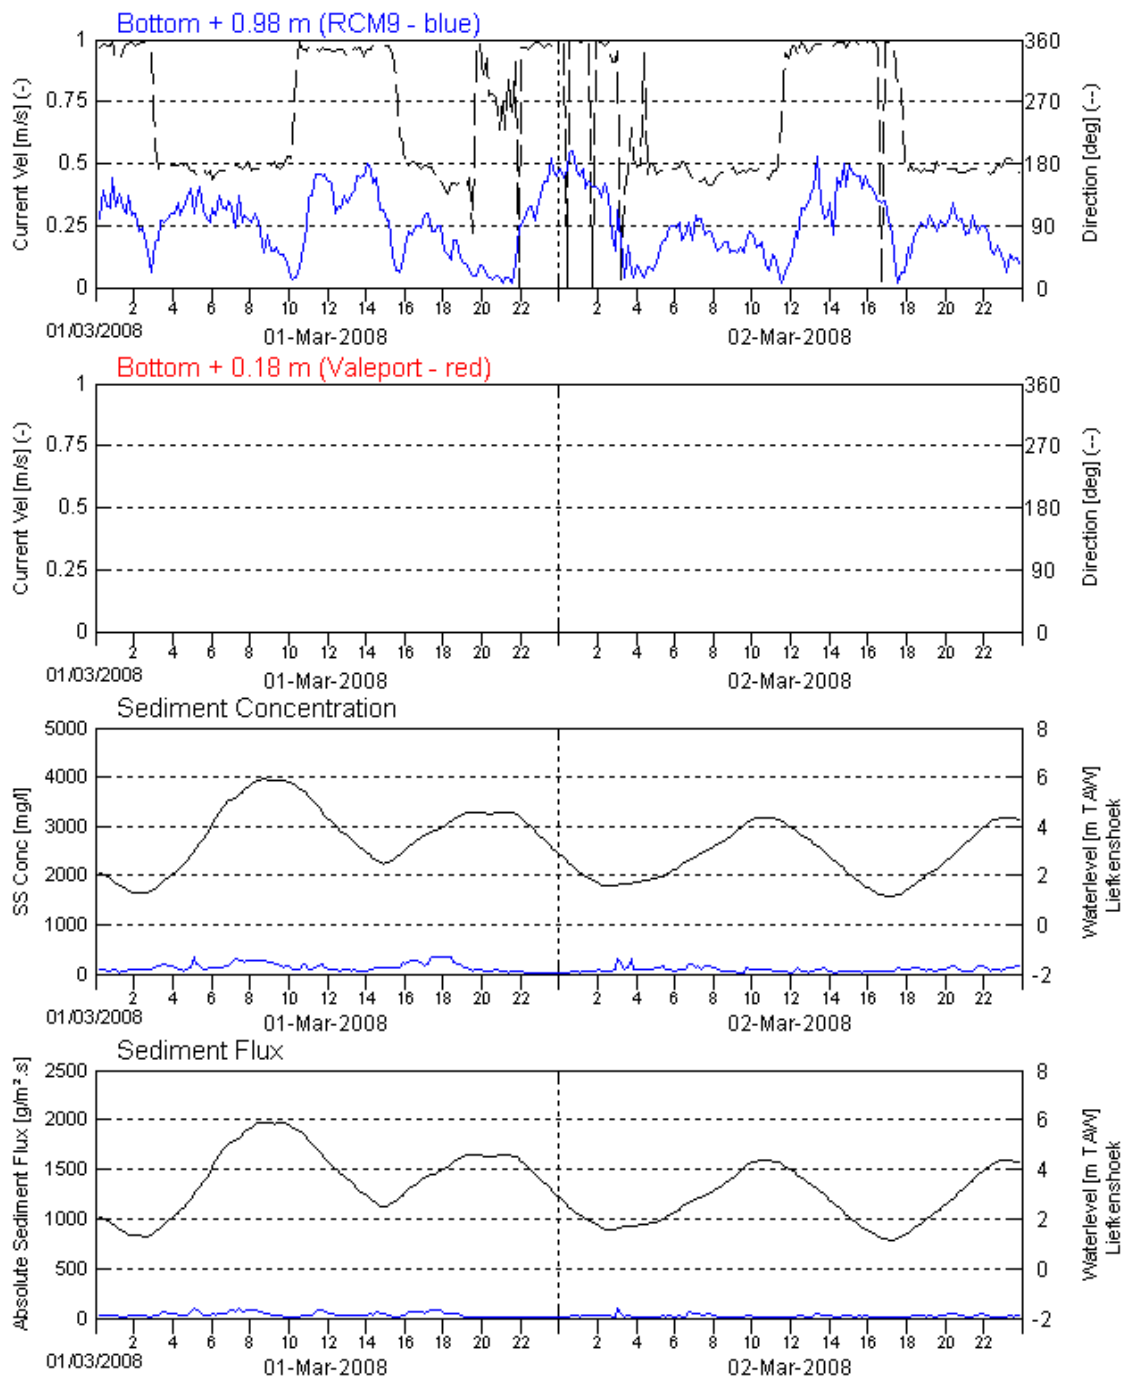 Bottom + 0.98 m (RCM9 - blue)
Current Vel [m/s] (-)
1
0.75
0.5
0.25
0
360
270
180
90
0
Direction [deg] (--)
2 4 6 8 10 12 14 16 18 20 22 2 4 6 8 10 12 14 16 18 20 22
01/03/2008
01-Mar-2008
02-Mar-2008
Bottom + 0.18 m (Valeport - red)
Current Vel [m/s] (-)
1
0.75
0.5
0.25
0
360
270
180
90
0
Direction [deg] (--)
2 4 6 8 10 12 14 16 18 20 22 2 4 6 8 10 12 14 16 18 20 22
01/03/2008
01-Mar-2008
02-Mar-2008
Sediment Concentration
SS Conc [mg/l]
5000
4000
3000
2000
1000
0
8
6
4
2
0
-2
Waterlevel [m TAW]
Liefkenshoek
2 4 6 8 10 12 14 16 18 20 22 2 4 6 8 10 12 14 16 18 20 22
01/03/2008
01-Mar-2008
02-Mar-2008
Sediment Flux
Absolute Sediment Flux [g/m².s]
2500
2000
1500
1000
500
0
8
6
4
2
0
-2
Waterlevel [m TAW]
Liefkenshoek
2 4 6 8 10 12 14 16 18 20 22 2 4 6 8 10 12 14 16 18 20 22
01/03/2008
01-Mar-2008
02-Mar-2008